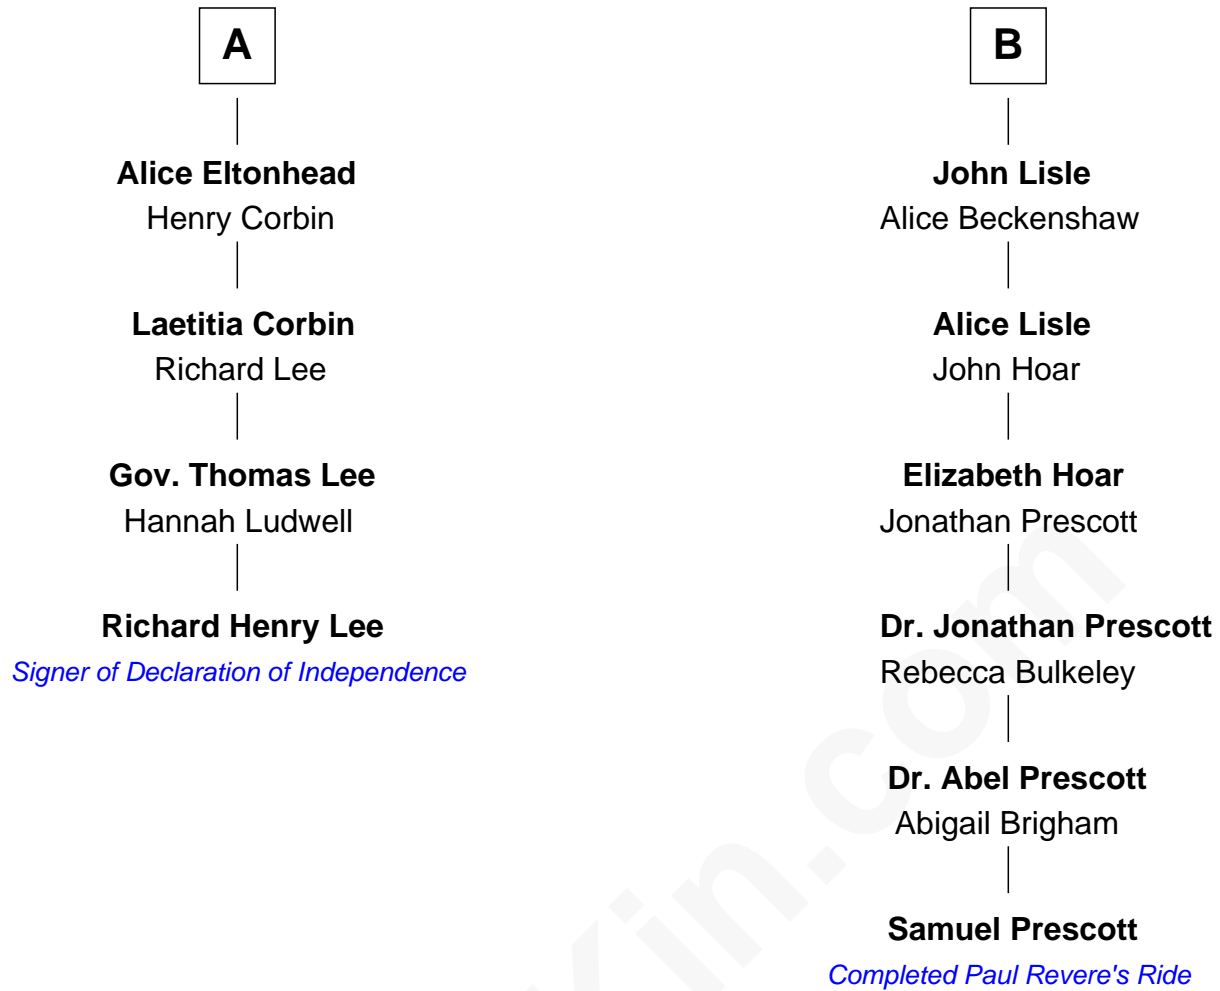 A
Alice Eltonhead
Henry Corbin
Laetitia Corbin
Richard Lee
Gov. Thomas Lee
Hannah Ludwell
Richard Henry Lee
Signer of Declaration of Independence
B
John Lisle
Alice Beckenshaw
Alice Lisle
John Hoar
Elizabeth Hoar
Jonathan Prescott
Dr. Jonathan Prescott
Rebecca Bulkeley
Dr. Abel Prescott
Abigail Brigham
Samuel Prescott
Completed Paul Revere's Ride
Kin.com